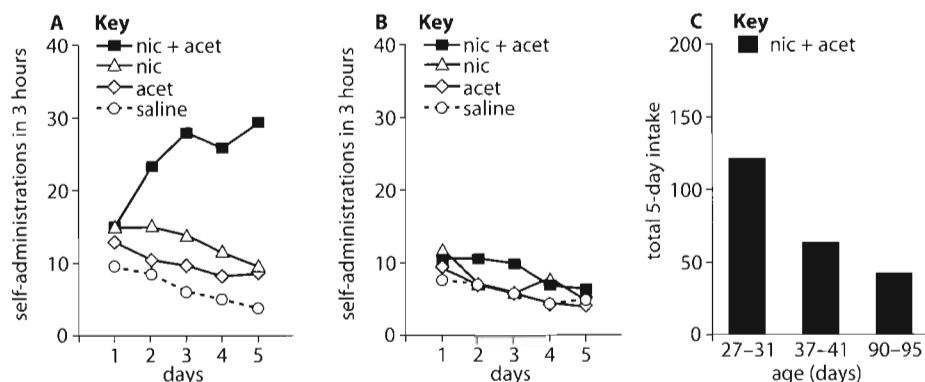 A Key
nic + acet
nic
acet
saline
self-administrations in 3 hours
40
30
20
10
0
1 2 3 4 5
days
B Key
nic + acet
nic
acet
saline
self-administrations in 3 hours
40
30
20
10
0
1 2 3 4 5
days
C Key
nic + acet
total 5-day intake
200
150
100
50
0
27–31 37–41 90–95
age (days)